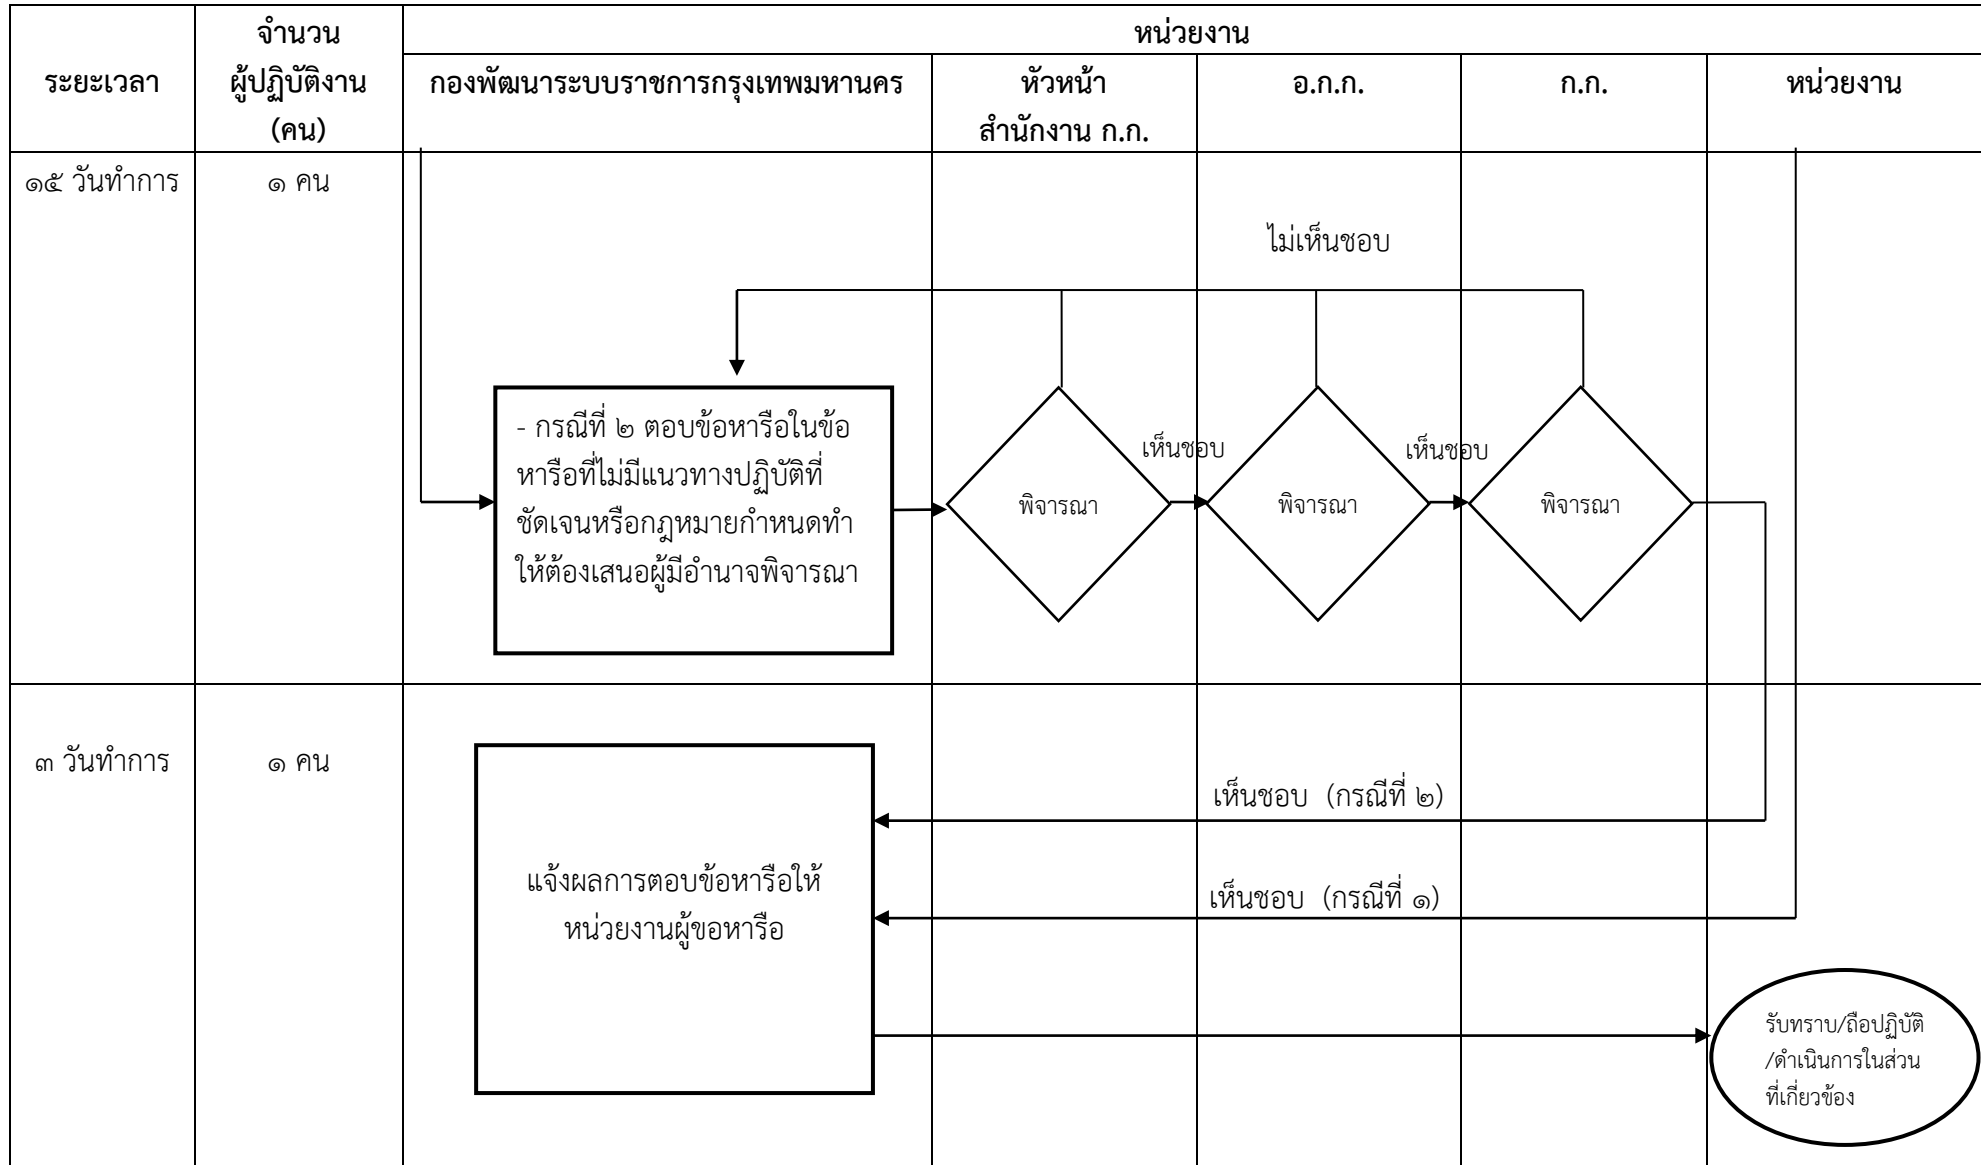 ระยะเวลา
จำนวน
ผู้ปฏิบัติงาน
(คน)
หน่วยงาน
กองพัฒนาระบบราชการกรุงเทพมหานคร
หัวหน้า
สำนักงาน ก.ก.
อ.ก.ก.
ก.ก.
หน่วยงาน
๑๕ วันทำการ
๑ คน
ไม่เห็นชอบ
- กรณีที่ ๒ ตอบข้อหารือในข้อ
หารือที่ไม่มีแนวทางปฏิบัติที่
ชัดเจนหรือกฎหมายกำหนดทำ
ให้ต้องเสนอผู้มีอำนาจพิจารณา
พิจารณา
เห็นชอบ
พิจารณา
เห็นชอบ
พิจารณา
๓ วันทำการ
๑ คน
เห็นชอบ (กรณีที่ ๒)
แจ้งผลการตอบข้อหารือให้
หน่วยงานผู้ขอหารือ
เห็นชอบ (กรณีที่ ๑)
รับทราบ/ถือปฏิบัติ
/ดำเนินการในส่วน
ที่เกี่ยวข้อง